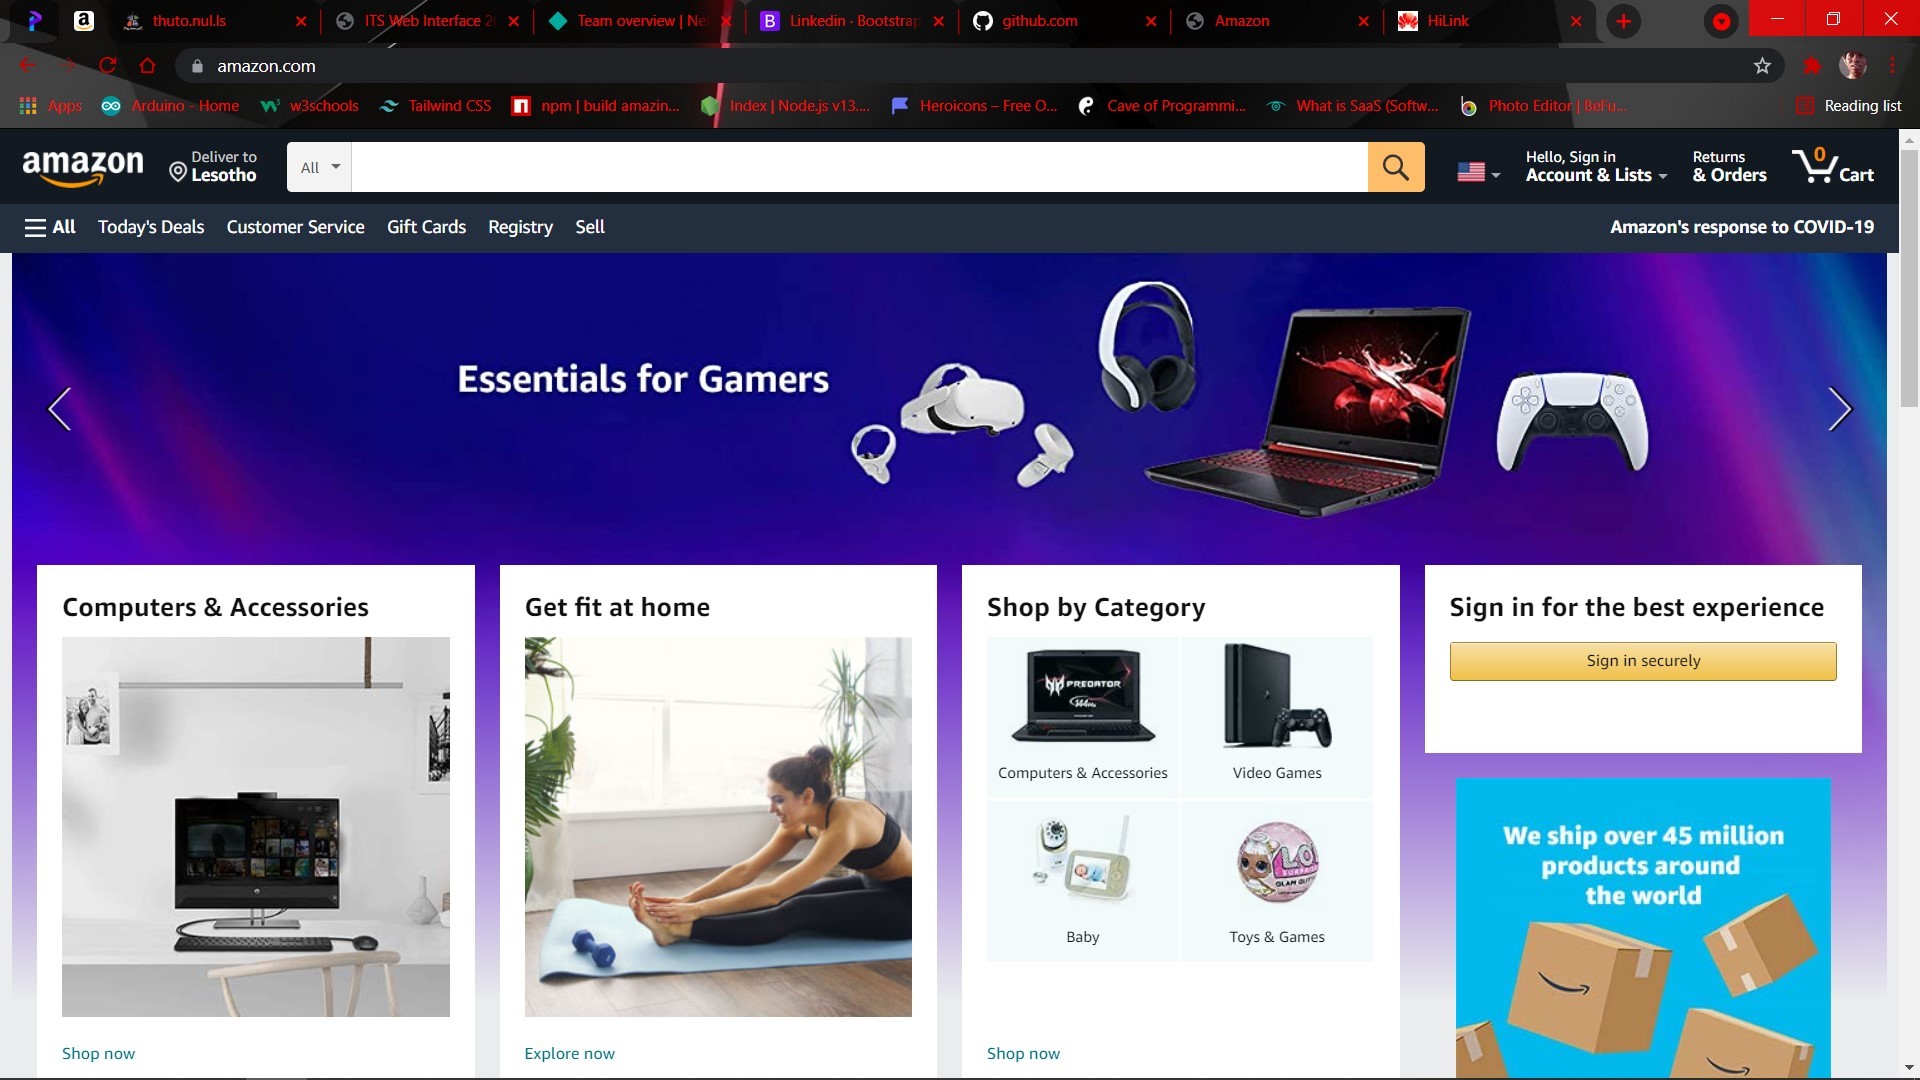 thuto.nul.ls
ITS Web Interface
Team overview |
Linkedin · Bootstrap
github.com
Amazon
HiLink
amazon.com
Apps
Arduino - Home
w3schools
Tailwind CSS
npm | build amazin...
Index | Node.js v13....
Heroicons – Free O...
Cave of Programmi...
What is SaaS (Softw...
Photo Editor | BeFu...
Reading list
amazon
Deliver to
Lesotho
All
Hello, Sign in
Account & Lists
Returns
& Orders
0
Cart
All
Today's Deals
Customer Service
Gift Cards
Registry
Sell
Amazon's response to COVID-19
Essentials for Gamers
Computers & Accessories
Shop now
Get fit at home
Explore now
Shop by Category
PREDATOR
144Hz
Computers & Accessories
Video Games
Baby
L.O.L.
SURPRISE
GLAM GLITTER
Toys & Games
Shop now
Sign in for the best experience
Sign in securely
We ship over 45 million
products around
the world